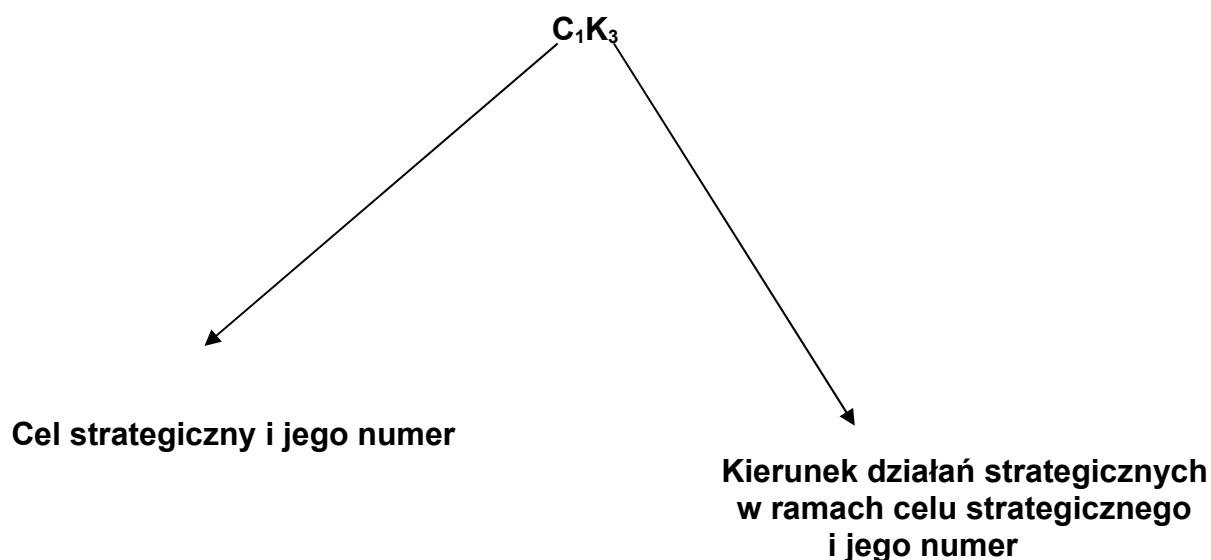 C₁K₃
Cel strategiczny i jego numer
Kierunek działań strategicznych
w ramach celu strategicznego
i jego numer